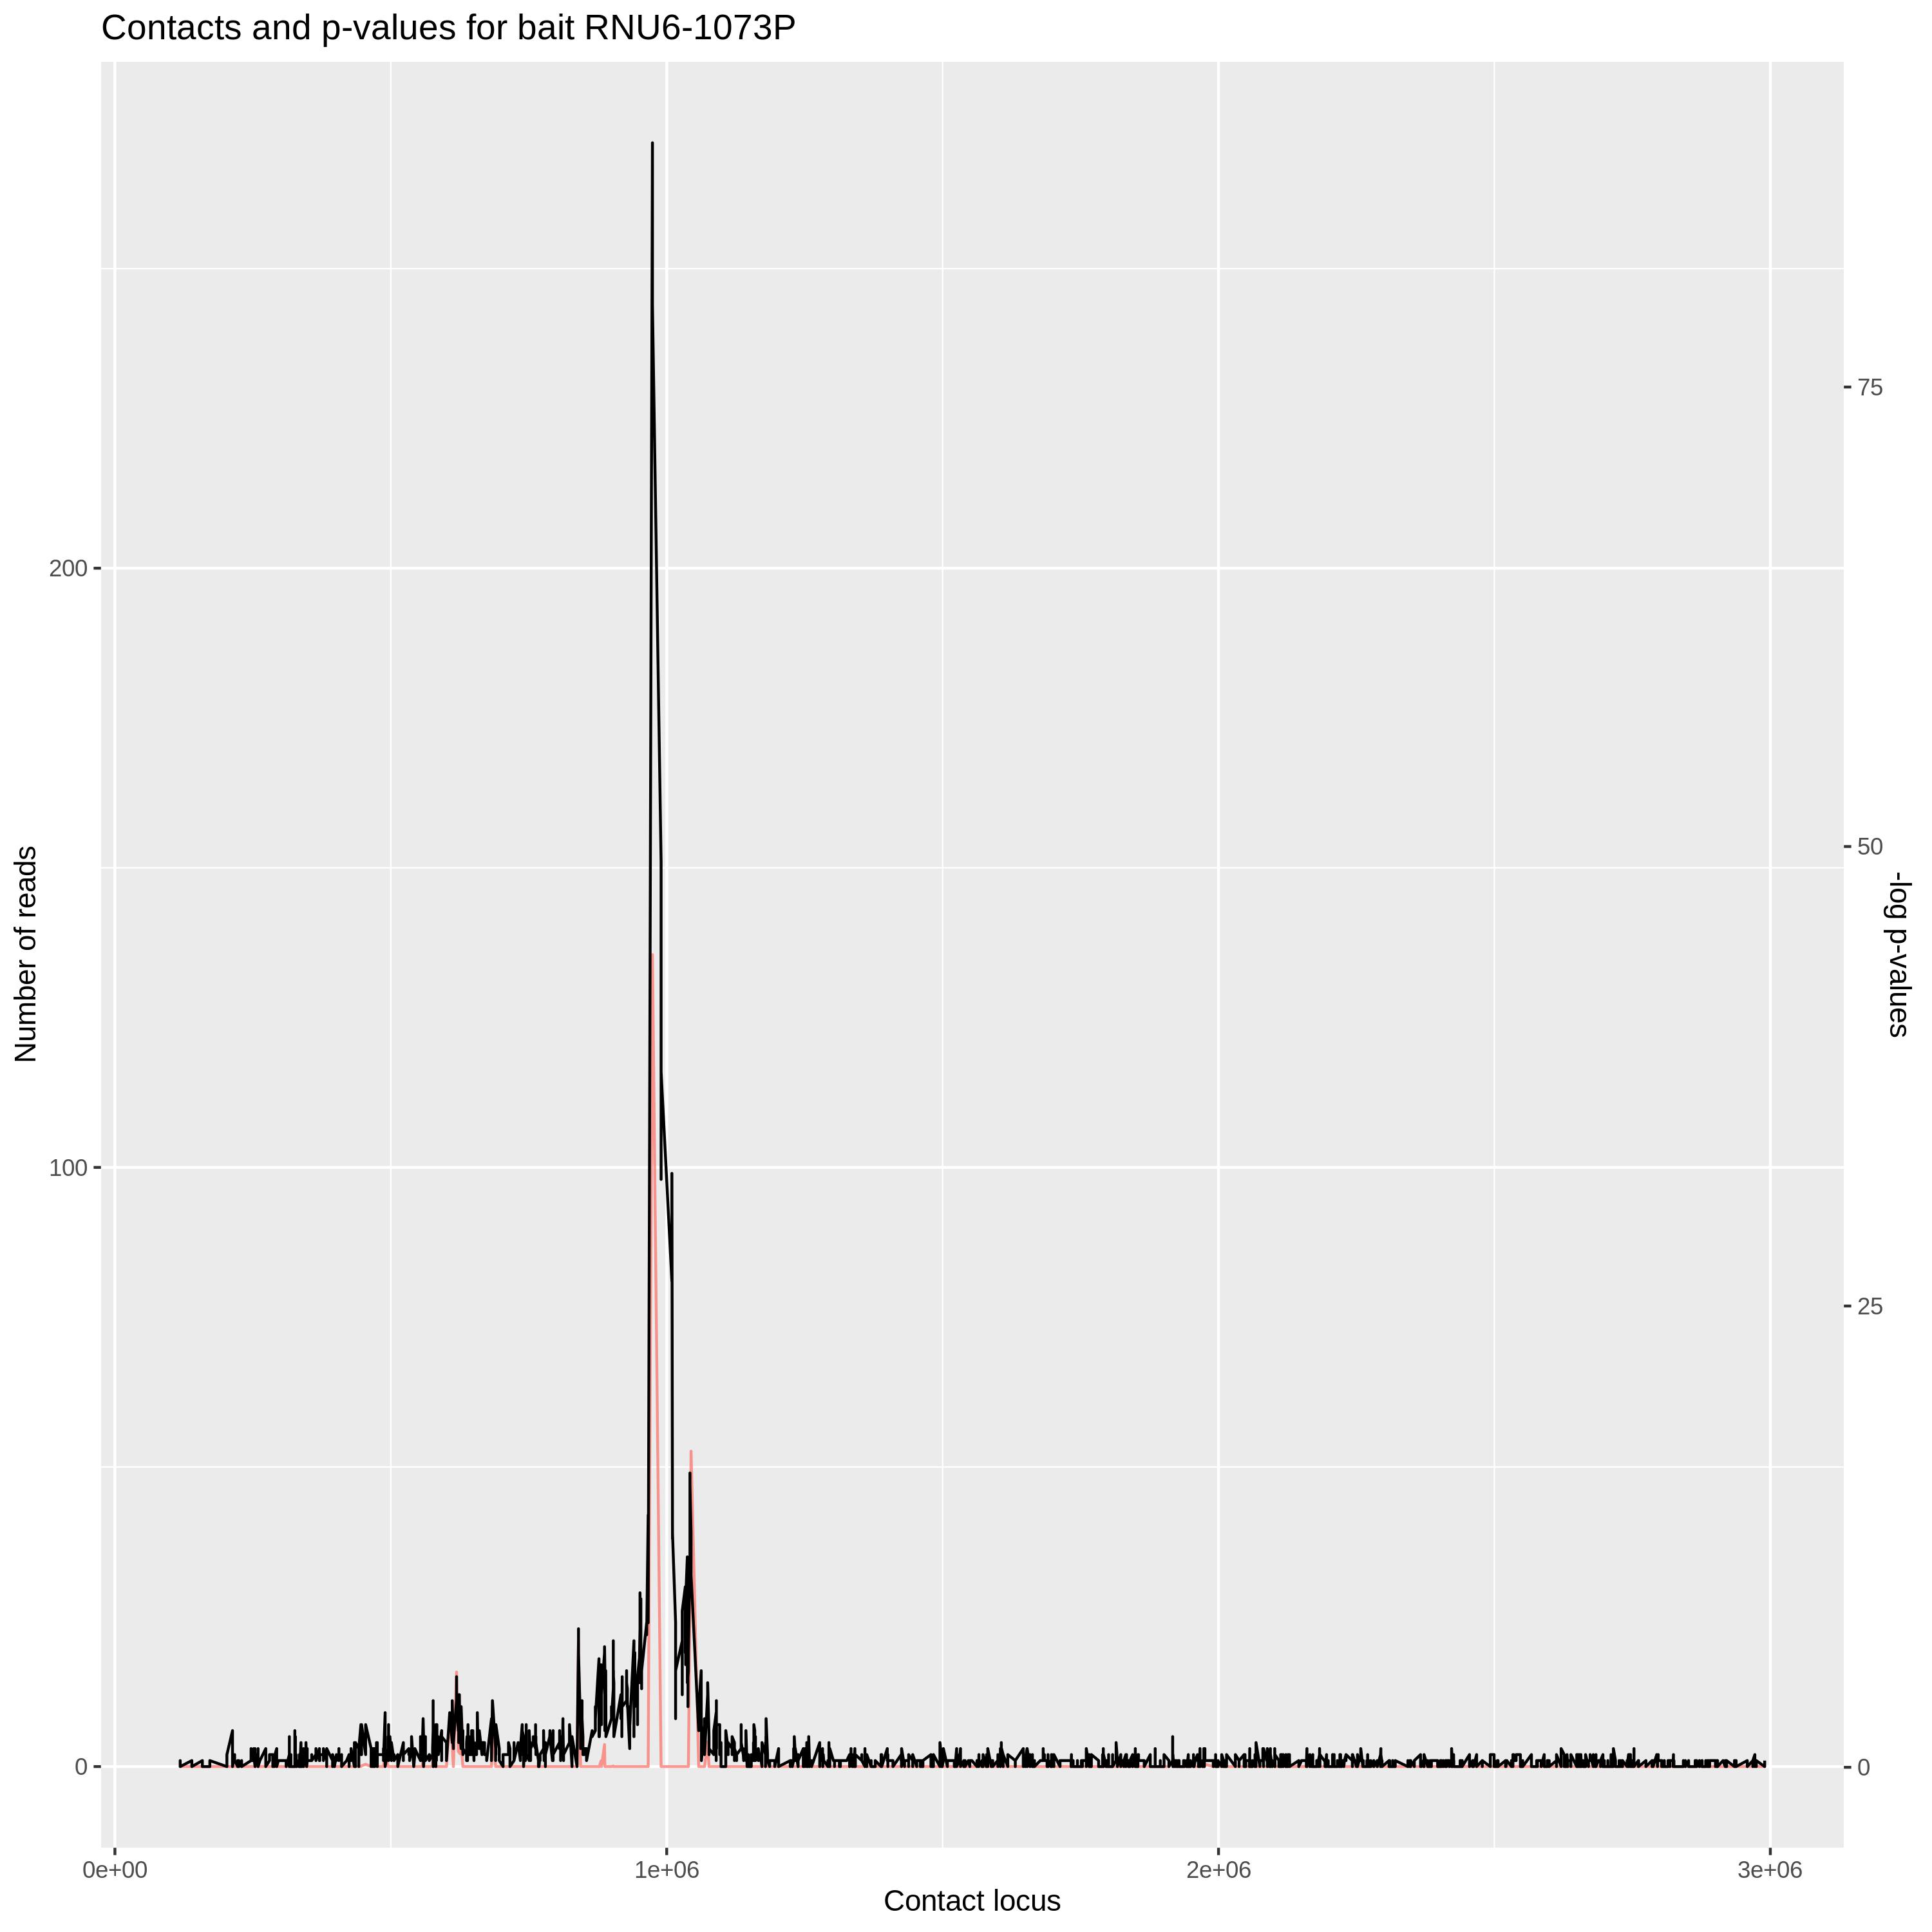 Contacts and p-values for bait RNU6-1073P
Number of reads
200
100
0
75
50
25
0
-log p-values
0e+00
1e+06
2e+06
3e+06
Contact locus